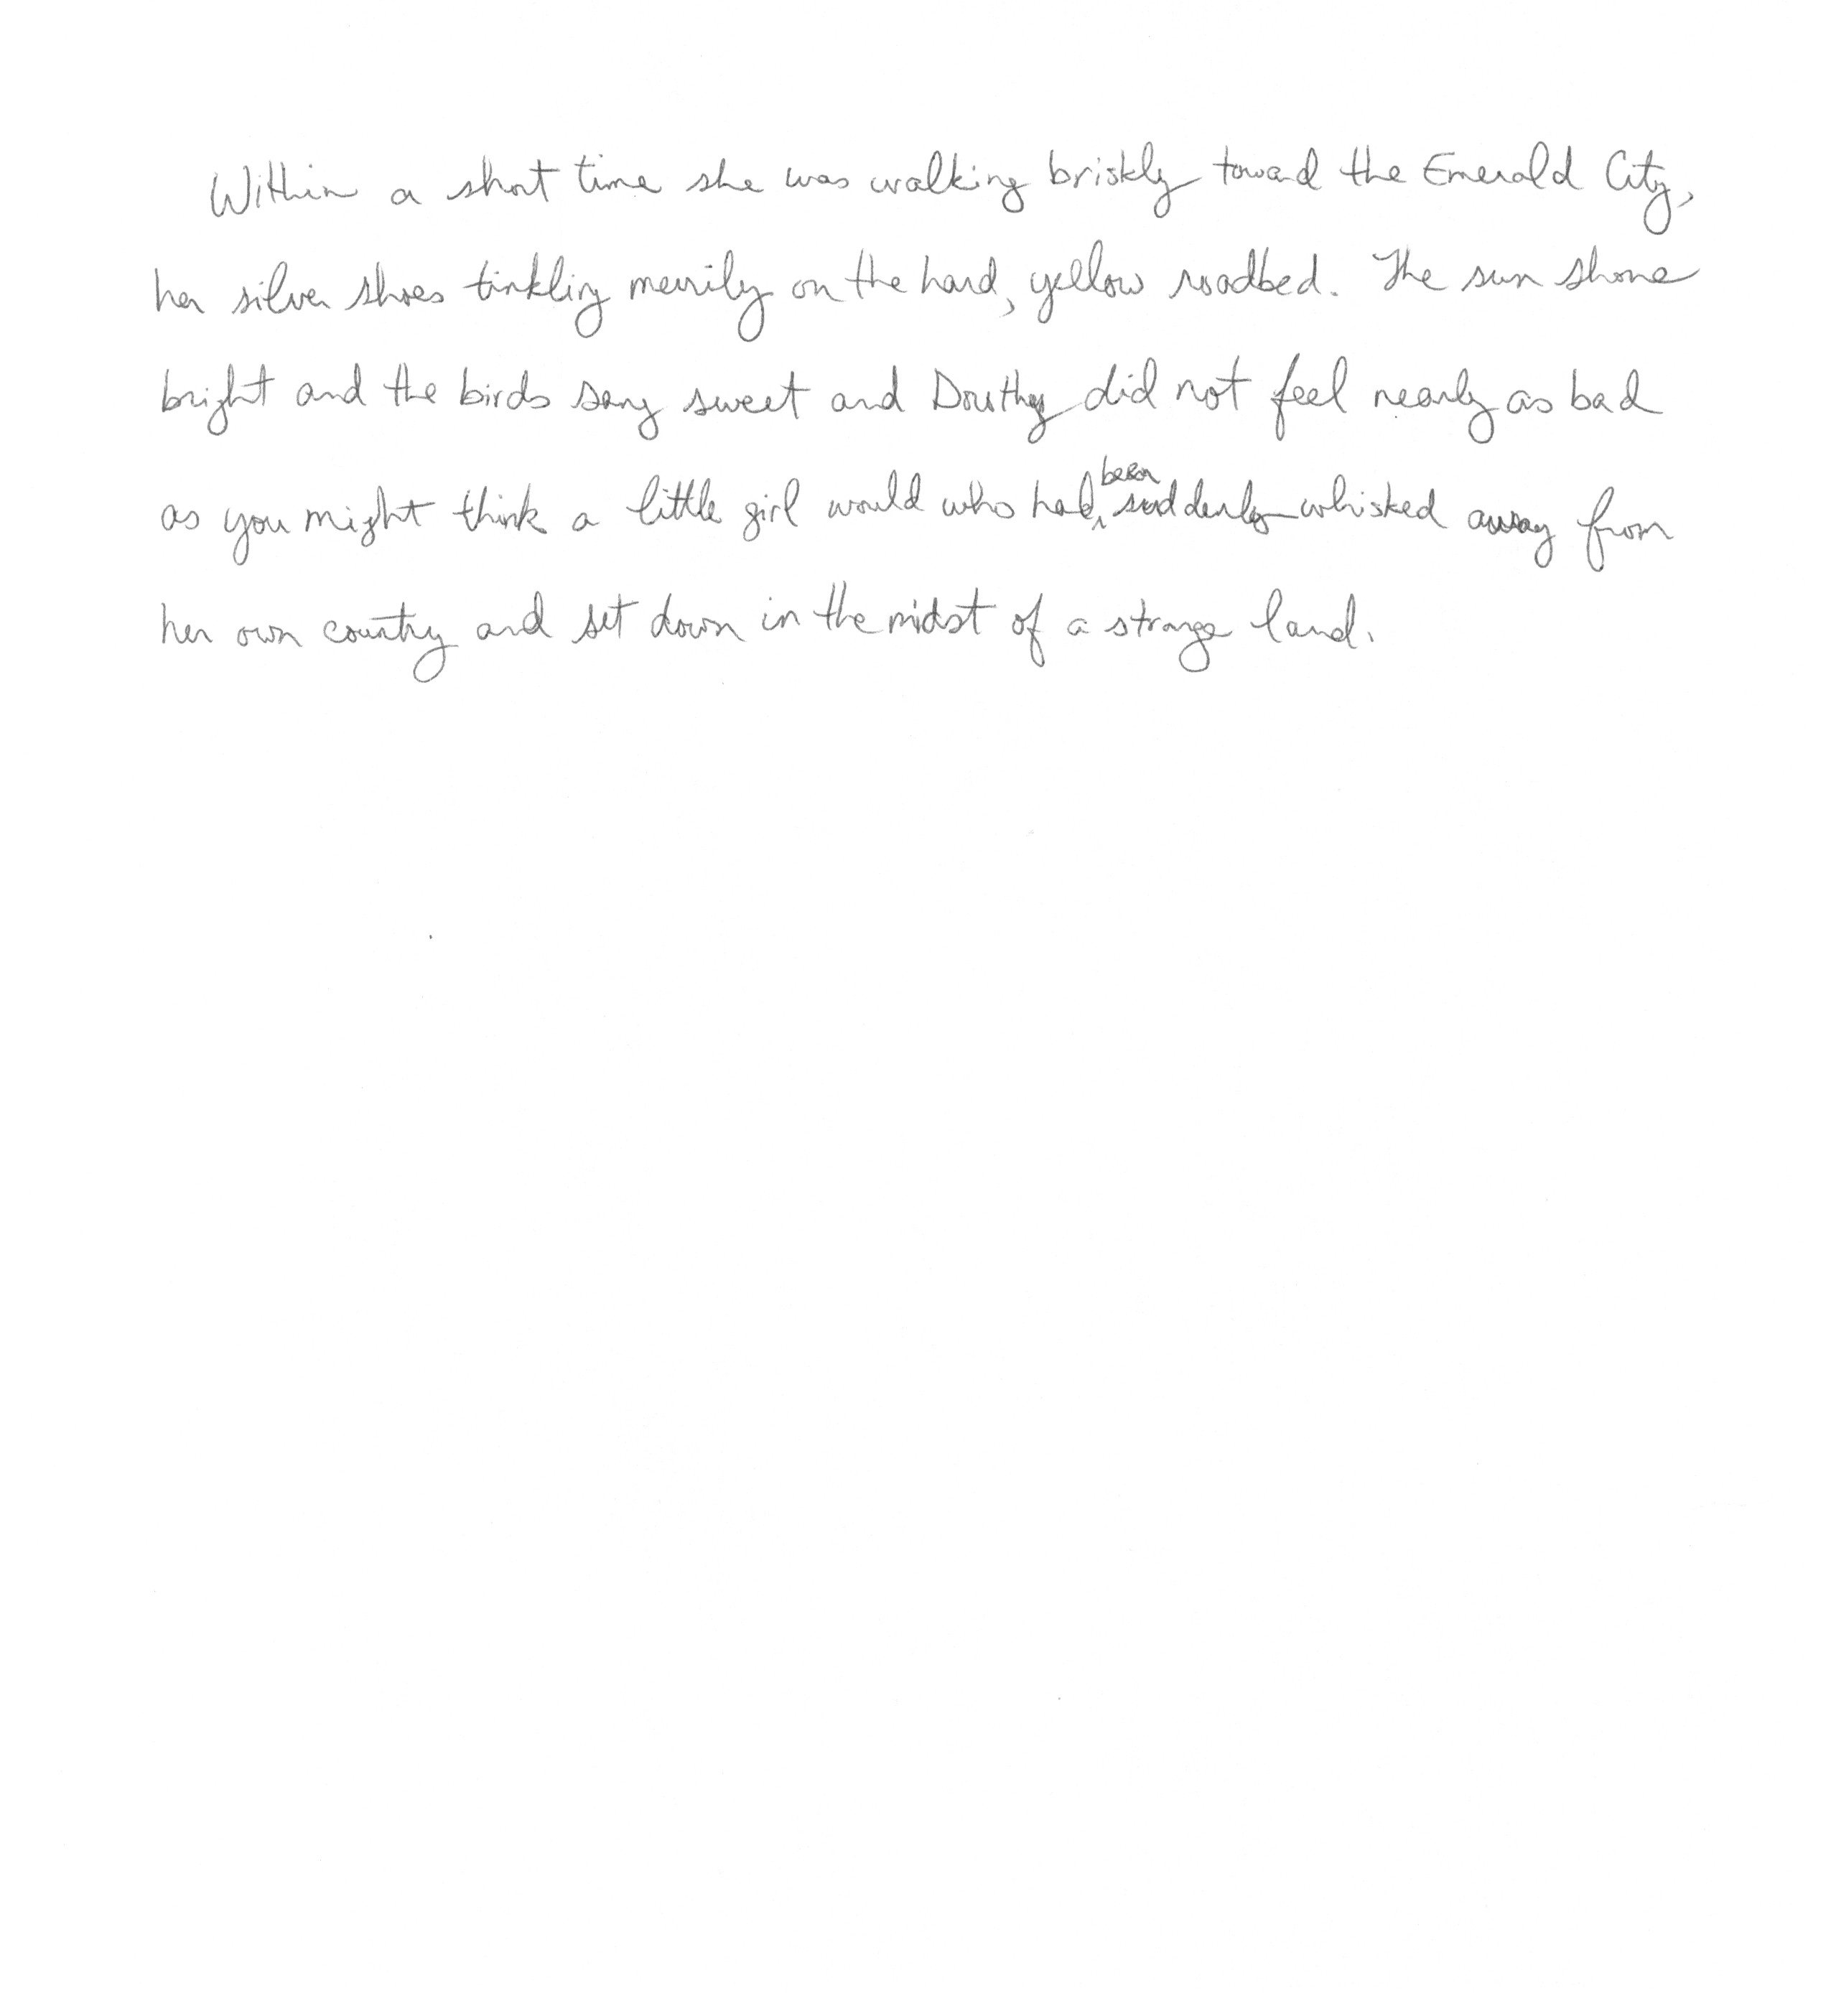 Within a short time she was walking briskly toward the Emerald City,
her silver shoes tinkling merrily on the hard, yellow roadbed. The sun shone
bright and the birds sang sweet and Dorothy did not feel nearly as bad
as you might think a little girl would who had been suddenly whisked away from
her own country and set down in the midst of a strange land.